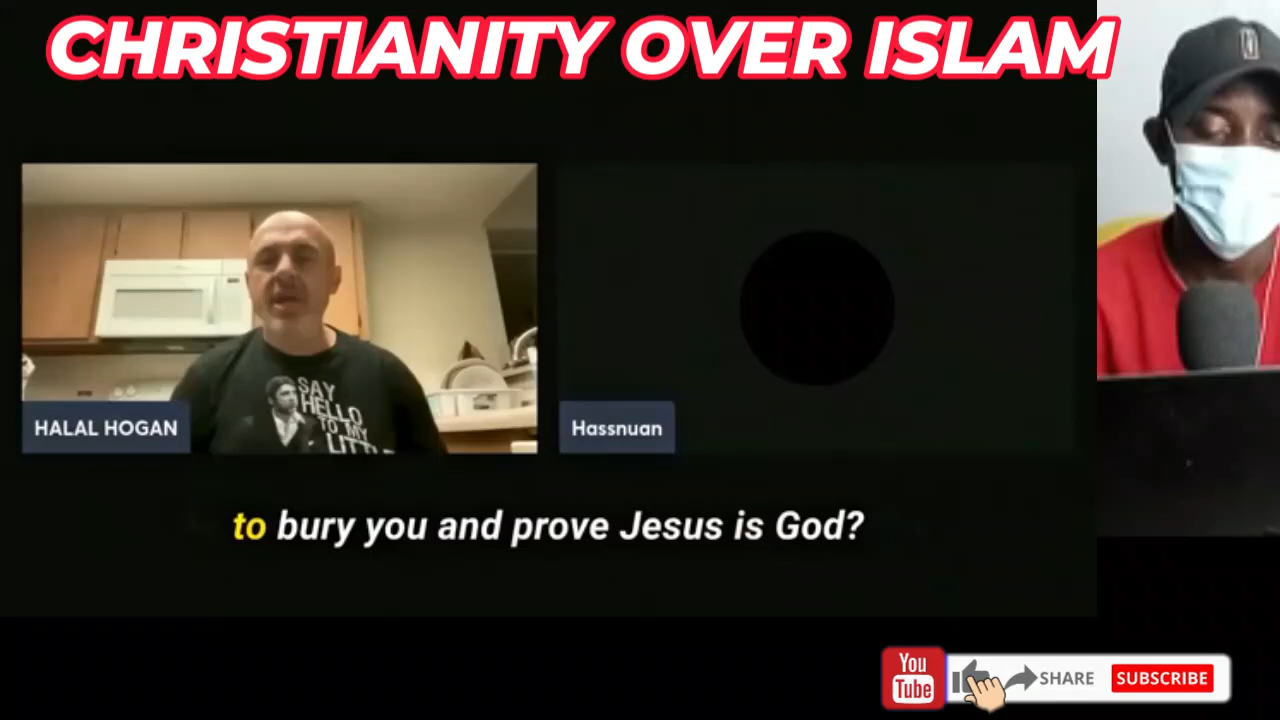 CHRISTIANITY OVER ISLAM
SAY
HELLO
TO MY
HALAL HOGAN
Hassnuan
to bury you and prove Jesus is God?
You
Tube
SHARE
SUBSCRIBE